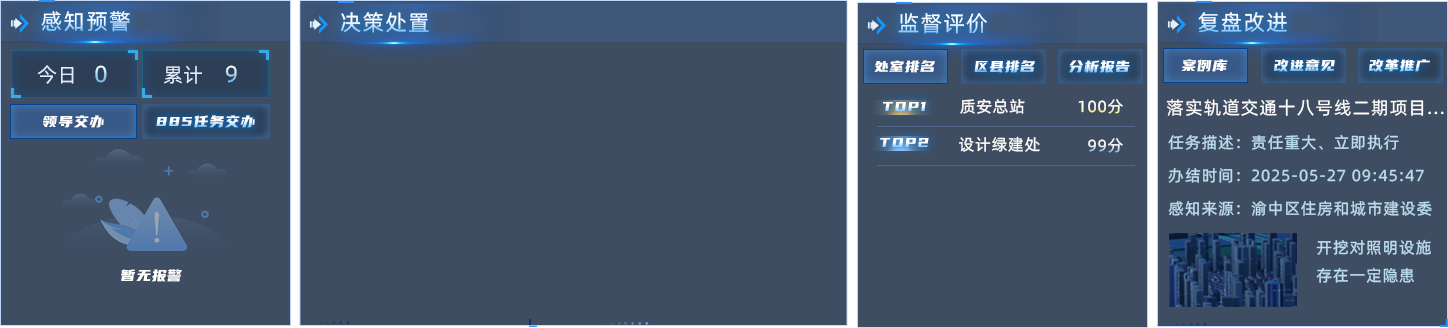 感知预警
今日 0
累计 9
领导交办
BBS任务交办
暂无报警
决策处置
监督评价
处室排名
区县排名
分析报告
TOP1 质安总站 100分
TOP2 设计绿建处 99分
复盘改进
案例库
改进意见
改革推广
落实轨道交通十八号线二期项目...
任务描述：责任重大、立即执行
办结时间：2025-05-27 09:45:47
感知来源：渝中区住房和城市建设委
开挖对照明设施
存在一定隐患